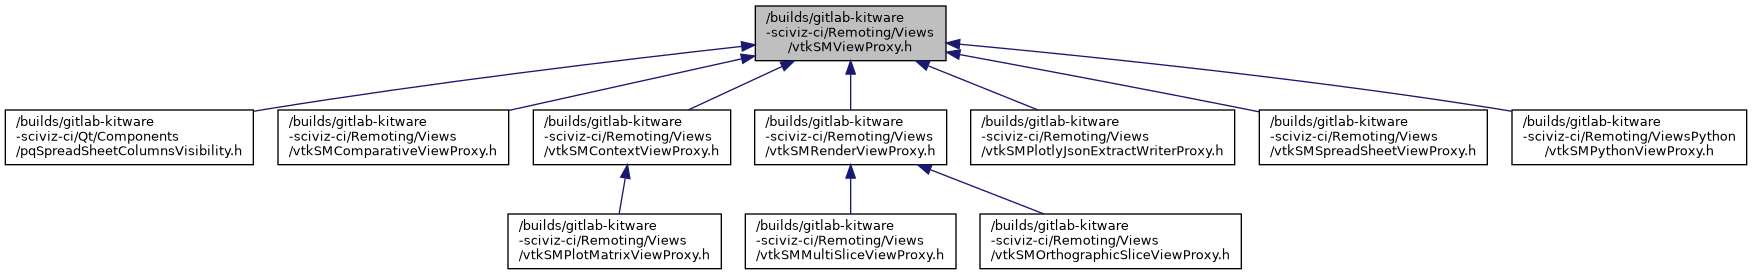 /builds/gitlab-kitware
-sciviz-ci/Remoting/Views
/vtkSMViewProxy.h
/builds/gitlab-kitware
-sciviz-ci/Qt/Components
/pqSpreadSheetColumnsVisibility.h
/builds/gitlab-kitware
-sciviz-ci/Remoting/Views
/vtkSMComparativeViewProxy.h
/builds/gitlab-kitware
-sciviz-ci/Remoting/Views
/vtkSMContextViewProxy.h
/builds/gitlab-kitware
-sciviz-ci/Remoting/Views
/vtkSMRenderViewProxy.h
/builds/gitlab-kitware
-sciviz-ci/Remoting/Views
/vtkSMPlotlyJsonExtractWriterProxy.h
/builds/gitlab-kitware
-sciviz-ci/Remoting/Views
/vtkSMSpreadSheetViewProxy.h
/builds/gitlab-kitware
-sciviz-ci/Remoting/ViewsPython
/vtkSMPythonViewProxy.h
/builds/gitlab-kitware
-sciviz-ci/Remoting/Views
/vtkSMPlotMatrixViewProxy.h
/builds/gitlab-kitware
-sciviz-ci/Remoting/Views
/vtkSMMultiSliceViewProxy.h
/builds/gitlab-kitware
-sciviz-ci/Remoting/Views
/vtkSMOrthographicSliceViewProxy.h